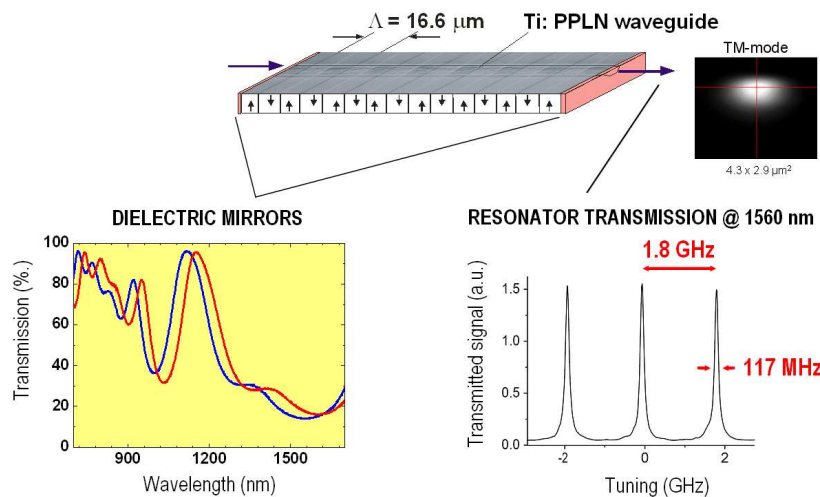 Λ = 16.6 µm
Ti: PPLN waveguide
TM-mode
4.3 x 2.9 µm²
DIELECTRIC MIRRORS
Transmission (%.)
100
80
60
40
20
0
900
1200
1500
Wavelength (nm)
RESONATOR TRANSMISSION @ 1560 nm
1.8 GHz
117 MHz
Transmitted signal (a.u.)
1.5
1.0
0.5
0.0
-2
0
2
Tuning (GHz)